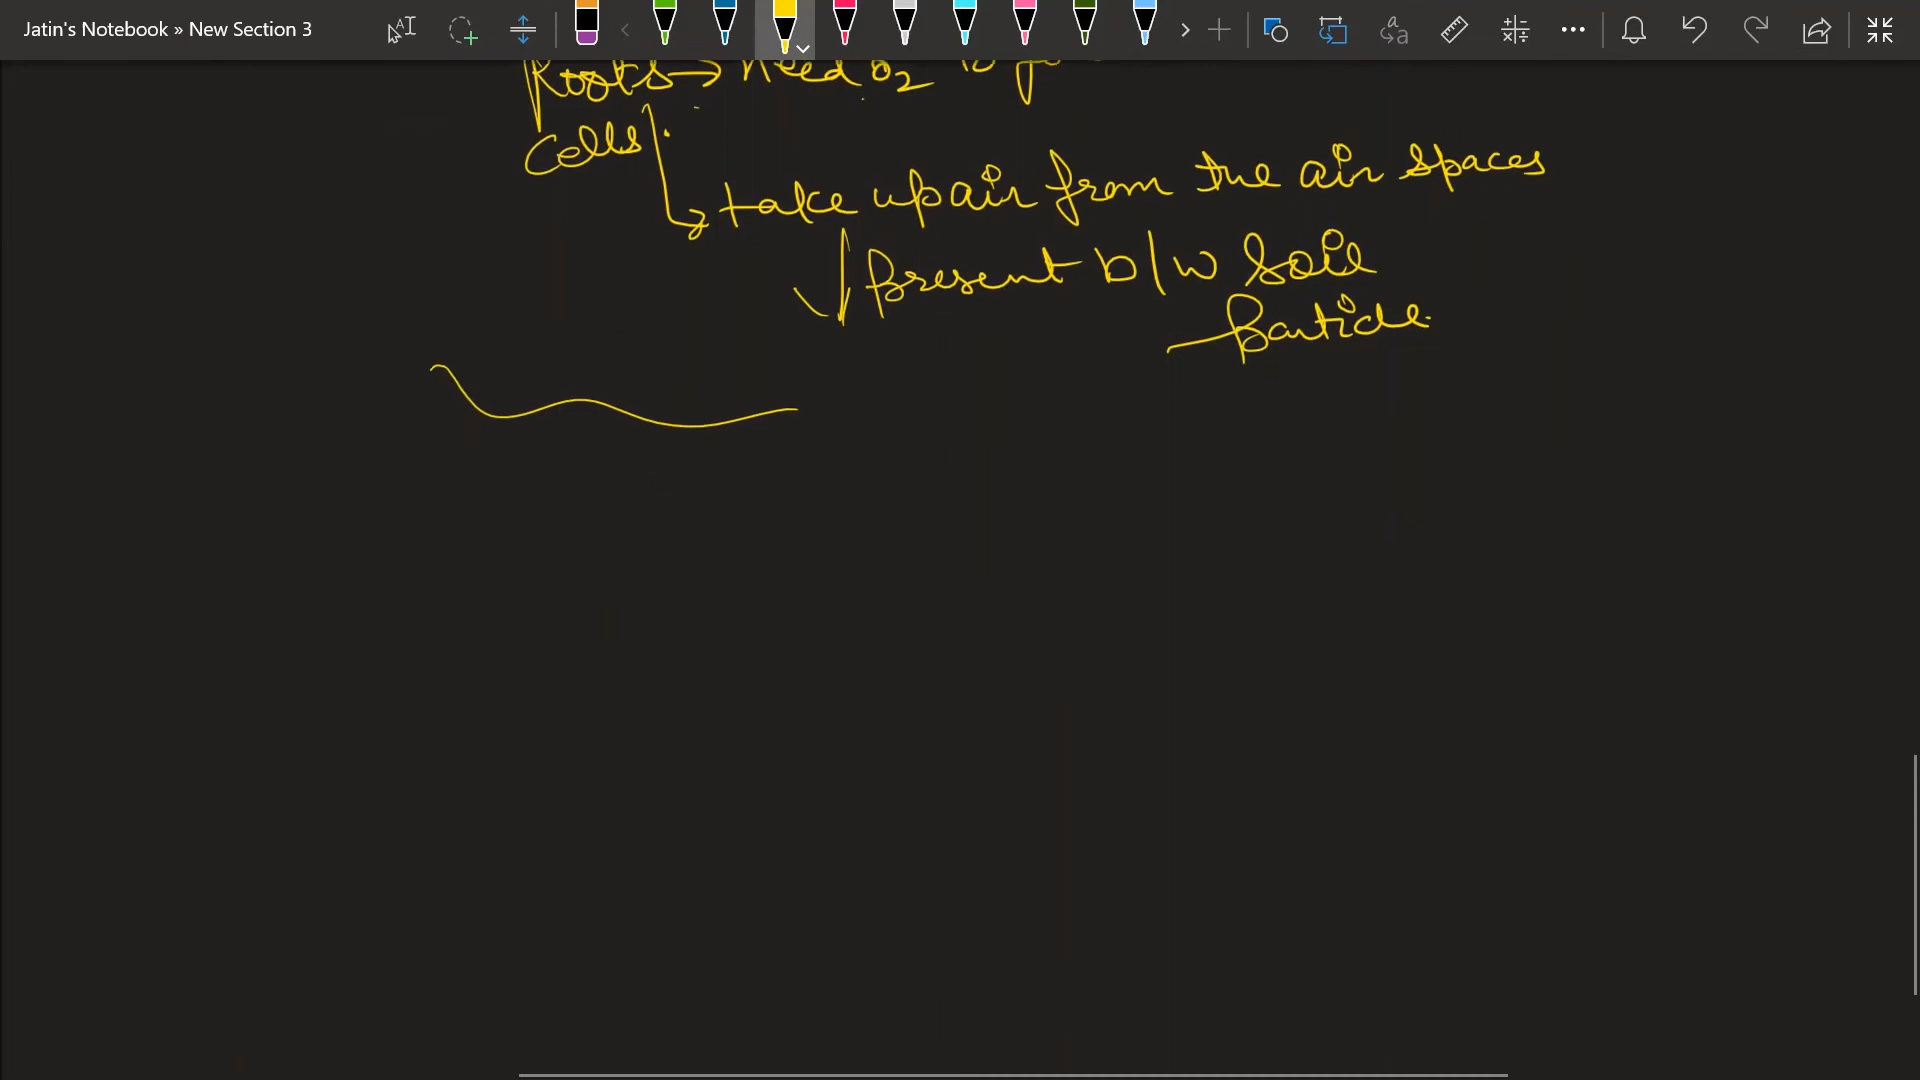 Jatin's Notebook » New Section 3
Roots → need O2 to
Cells
take up air from the air spaces
present b/w soil
particle